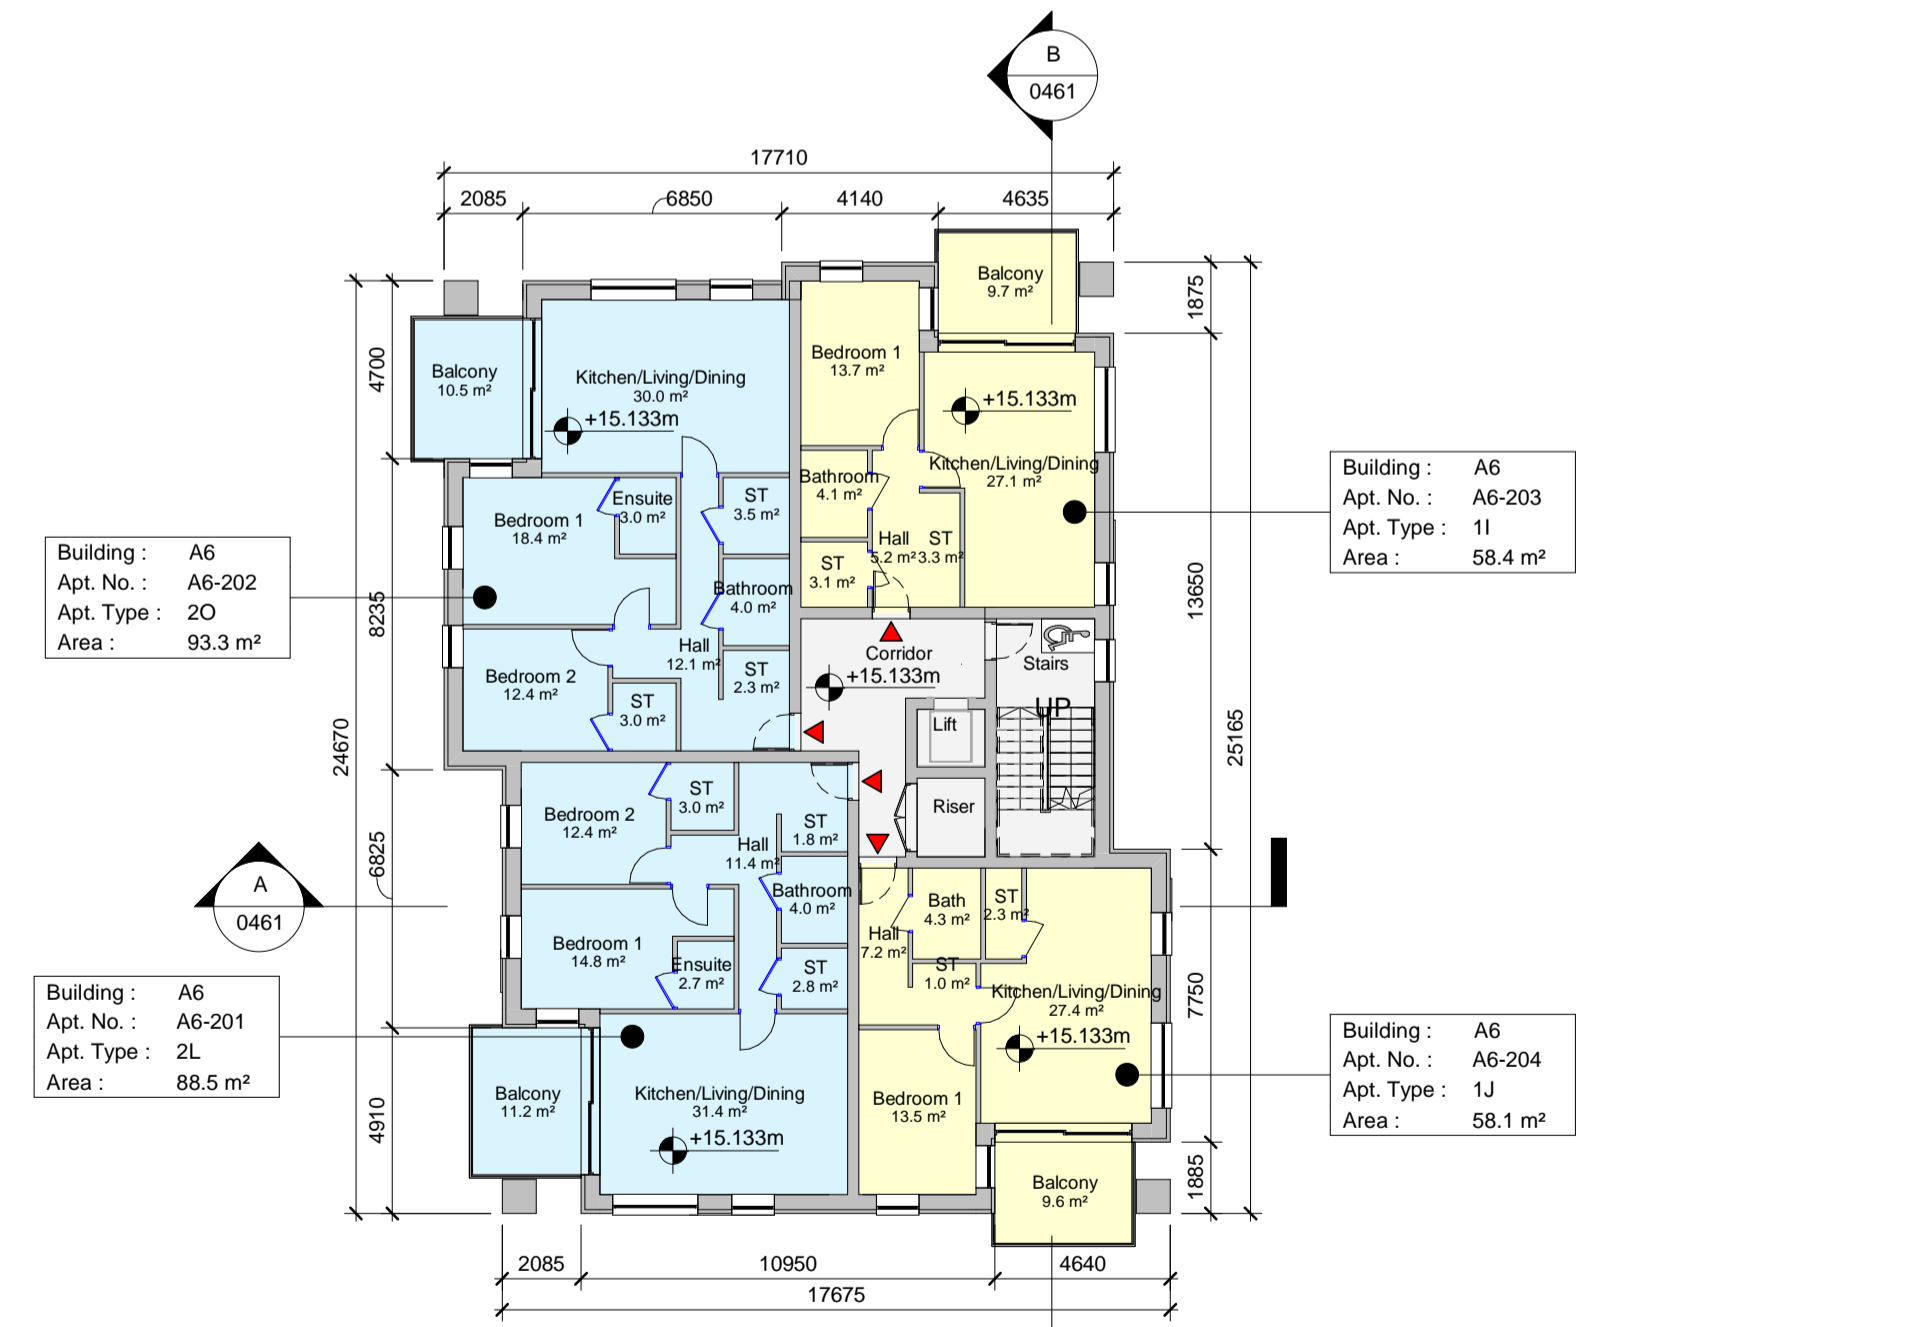 B
0461
17710
2085
6850
4140
4635
Balcony
9.7 m²
1875
4700
Balcony
10.5 m²
Kitchen/Living/Dining
30.0 m²
+15.133m
Bedroom 1
13.7 m²
+15.133m
Kitchen/Living/Dining
27.1 m²
Bathroom
4.1 m²
Hall
5.2 m²
ST
3.3 m²
ST
3.1 m²
Building : A6
Apt. No. : A6-203
Apt. Type : 1I
Area : 58.4 m²
Bedroom 1
18.4 m²
Ensuite
3.0 m²
ST
3.5 m²
Bathroom
4.0 m²
Building : A6
Apt. No. : A6-202
Apt. Type : 2O
Area : 93.3 m²
8235
13650
Hall
12.1 m²
Bedroom 2
12.4 m²
ST
3.0 m²
ST
2.3 m²
Corridor
+15.133m
Stairs
UP
Lift
Riser
24670
25165
Bedroom 2
12.4 m²
ST
3.0 m²
ST
1.8 m²
Hall
11.4 m²
6825
A
0461
Bathroom
4.0 m²
Bedroom 1
14.8 m²
Ensuite
2.7 m²
ST
2.8 m²
Bath
4.3 m²
ST
2.3 m²
Hall
7.2 m²
ST
1.0 m²
Kitchen/Living/Dining
27.4 m²
+15.133m
7750
Building : A6
Apt. No. : A6-201
Apt. Type : 2L
Area : 88.5 m²
Building : A6
Apt. No. : A6-204
Apt. Type : 1J
Area : 58.1 m²
4910
Balcony
11.2 m²
Kitchen/Living/Dining
31.4 m²
+15.133m
Bedroom 1
13.5 m²
Balcony
9.6 m²
1885
2085
10950
4640
17675